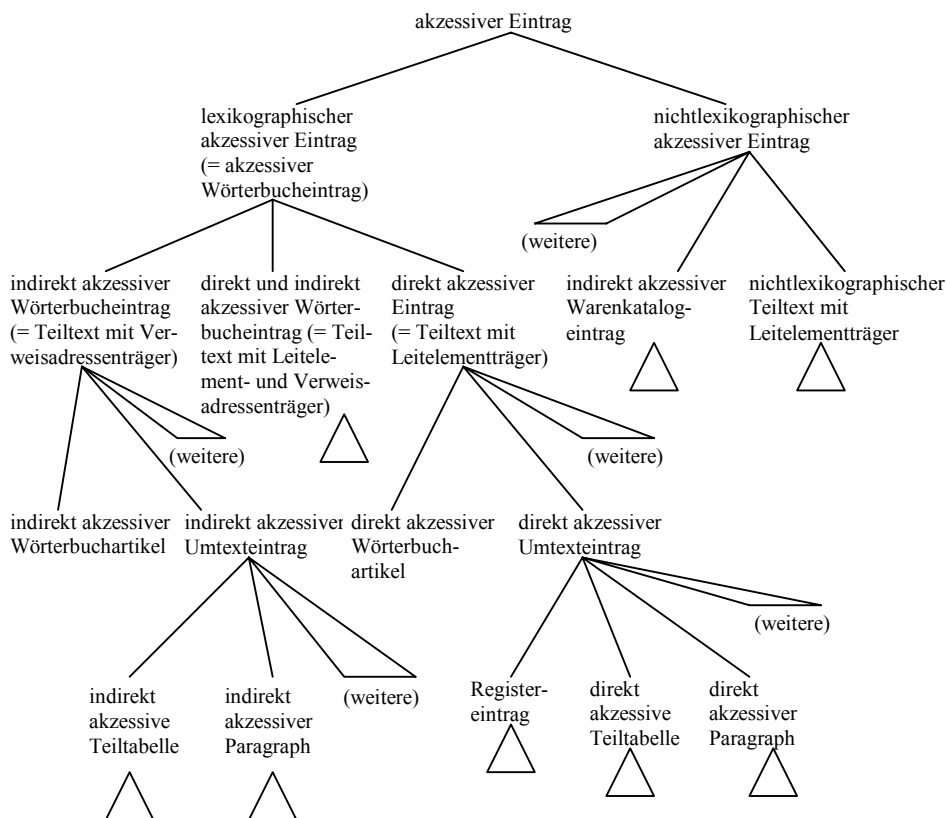 akzessiver Eintrag
lexikographischer
akzessiver Eintrag
(= akzessiver
Wörterbucheintrag)
nichtlexikographischer
akzessiver Eintrag
(weitere)
indirekt akzessiver
Wörterbucheintrag
(= Teiltext mit Ver-
weisadressenträger)
direkt und indirekt
akzessiver Wörter-
bucheintrag (= Teil-
text mit Leitele-
ment- und Verweis-
adressenträger)
direkt akzessiver
Eintrag
(= Teiltext mit
Leitelementträger)
indirekt akzessiver
Warenkatalog-
eintrag
nichtlexikographischer
Teiltext mit
Leitelementträger
(weitere)
(weitere)
indirekt akzessiver
Wörterbuchartikel
indirekt akzessiver
Umtexteintrag
direkt akzessiver
Wörterbuch-
artikel
direkt akzessiver
Umtexteintrag
(weitere)
indirekt
akzessive
Teiltabelle
indirekt
akzessiver
Paragraph
(weitere)
Register-
eintrag
direkt
akzessive
Teiltabelle
direkt
akzessiver
Paragraph